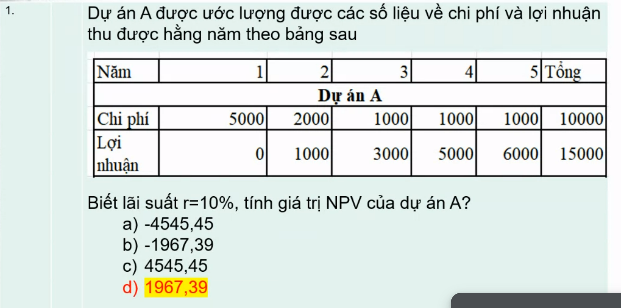 1.
Dự án A được ước lượng được các số liệu về chi phí và lợi nhuận
thu được hằng năm theo bảng sau
Năm 1 2 3 4 5 Tổng
Dự án A
Chi phí 5000 2000 1000 1000 1000 10000
Lợi
nhuận 0 1000 3000 5000 6000 15000
Biết lãi suất r=10%, tính giá trị NPV của dự án A?
a) -4545,45
b) -1967,39
c) 4545,45
d) 1967,39